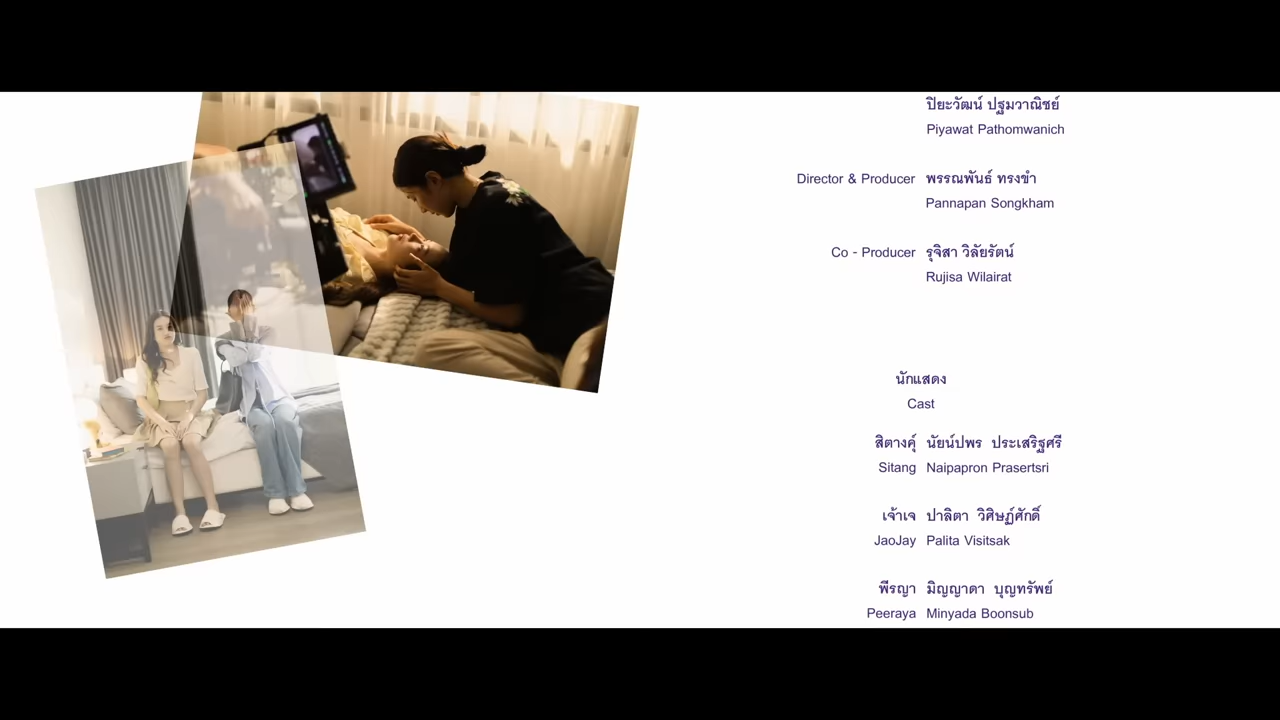 ปิยะวัฒน์ ปฐมวาณิชย์
Piyawat Pathomwanich
Director & Producer พรรณพันธ์ ทรงขำ
Pannapan Songkham
Co - Producer รุจิสา วิลัยรัตน์
Rujisa Wilairat
นักแสดง
Cast
สิตางคุ์ นัยน์ปพร ประเสริฐศรี
Sitang Naipapron Prasertsri
เจ้าเจ ปาลิตา วิศิษฏ์ศักดิ์
JaoJay Palita Visitsak
พีรญา มิญญาดา บุญทรัพย์
Peeraya Minyada Boonsub